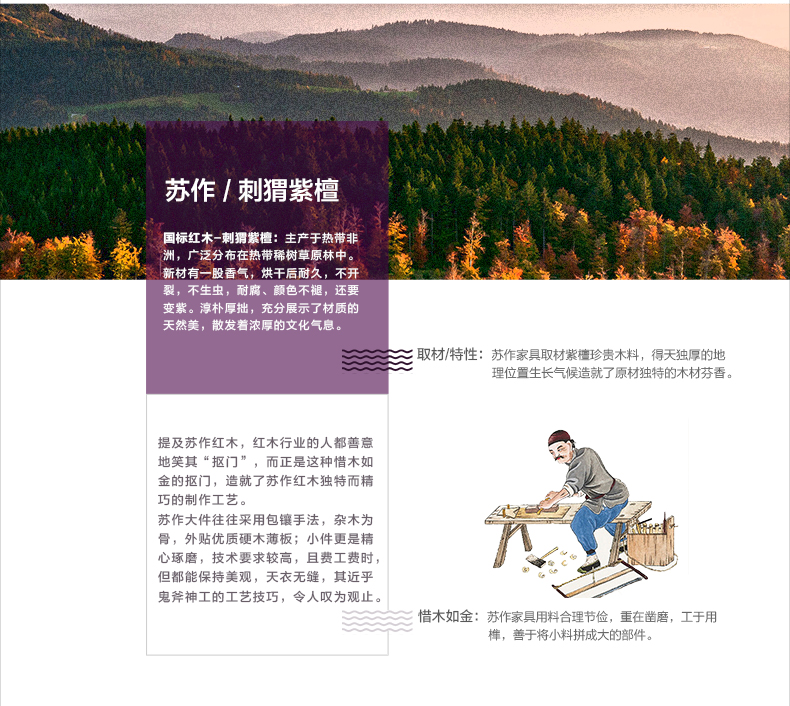 苏作 / 刺猬紫檀
国标红木-刺猬紫檀：主产于热带非
洲，广泛分布在热带稀树草原林中。
新材有一股香气，烘干后耐久，不开
裂，不生虫，耐腐、颜色不褪，还要
变紫。淳朴厚拙，充分展示了材质的
天然美，散发着浓厚的文化气息。
取材/特性：苏作家具取材紫檀珍贵木料，得天独厚的地
理位置生长气候造就了原材独特的木材芬香。
提及苏作红木，红木行业的人都善意
地笑其“抠门”，而正是这种惜木如
金的抠门，造就了苏作红木独特而精
巧的制作工艺。
苏作大件往往采用包镶手法，杂木为
骨，外贴优质硬木薄板；小件更是精
心琢磨，技术要求较高，且费工费时，
但都能保持美观，天衣无缝，其近乎
鬼斧神工的工艺技巧，令人叹为观止。
惜木如金：苏作家具用料合理节俭，重在凿磨，工于用
榫，善于将小料拼成大的部件。